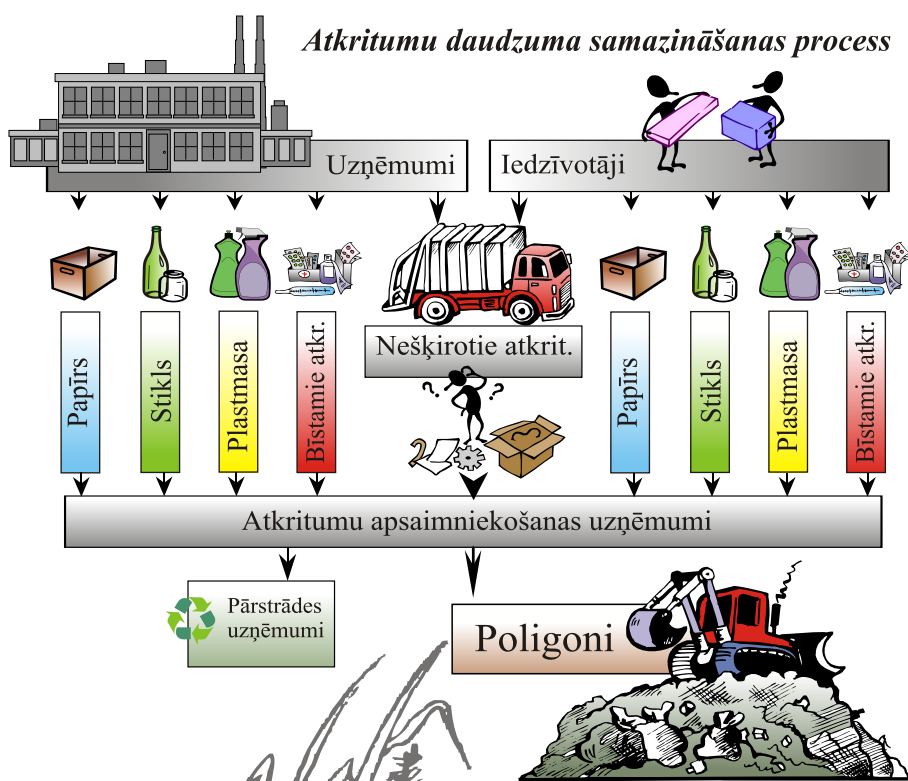 Atkritumu daudzuma samazināšanas process
Uzņēmumi
Iedzīvotāji
Nešķirotie atkrit.
Papīrs
Stikls
Plastmasa
Bīstamie atkr.
? ?
2
Papīrs
Stikls
Plastmasa
Bīstamie atkr.
Atkritumu apsaimniekošanas uzņēmumi
Pārstrādes
uzņēmumi
Poligoni